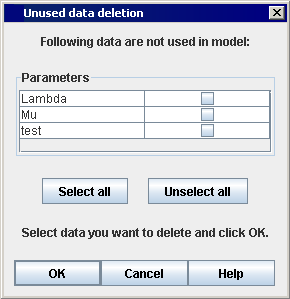 Unused data deletion
Following data are not used in model:
Parameters
Lambda
Mu
test
Select all Unselect all
Select data you want to delete and click OK.
OK Cancel Help